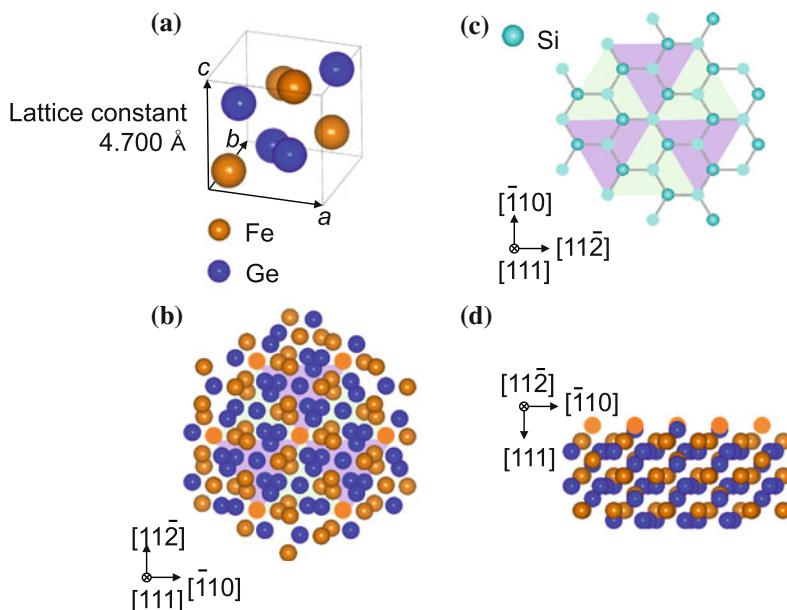 (a)
c
Lattice constant
4.700 Å
b
a
Fe
Ge
(c)
Si
[1̄10]
[111] [112̄]
(b)
[112̄]
[111] [1̄10]
(d)
[112̄] [1̄10]
[111]